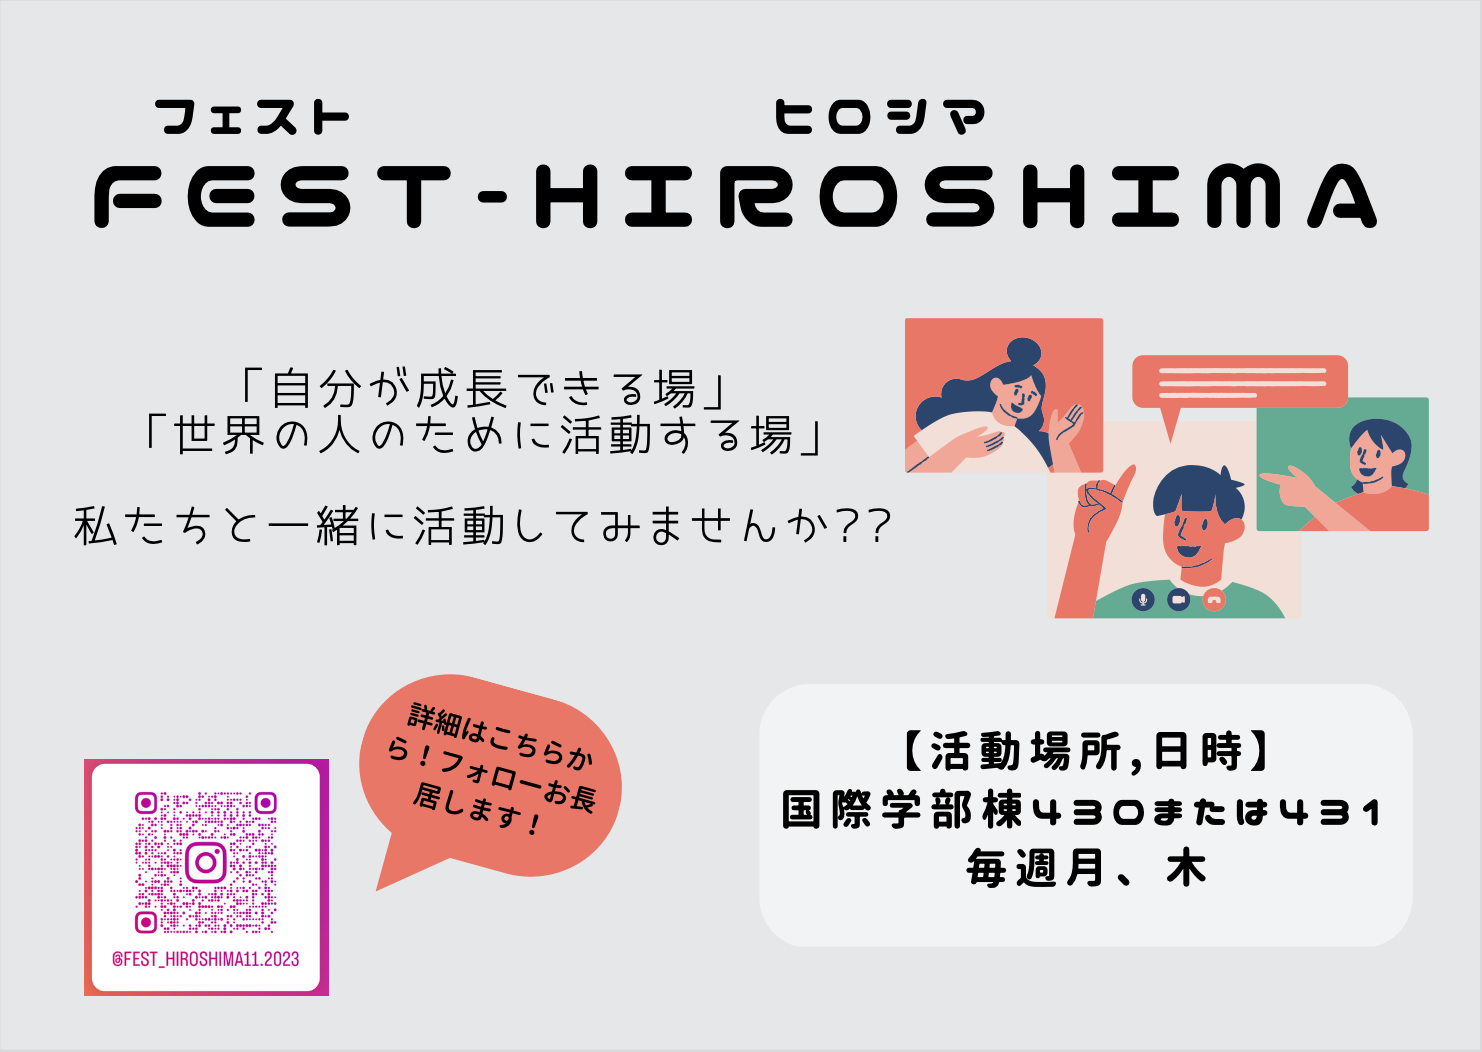 フェスト ヒロシマ
FEST-HIROSHIMA
「自分が成長できる場」
「世界の人のために活動する場」
私たちと一緒に活動してみませんか??
詳細はこちらか
ら！フォローお長
居します！
【活動場所,日時】
国際学部棟430または431
毎週月、木
@FEST_HIROSHIMA11.2023